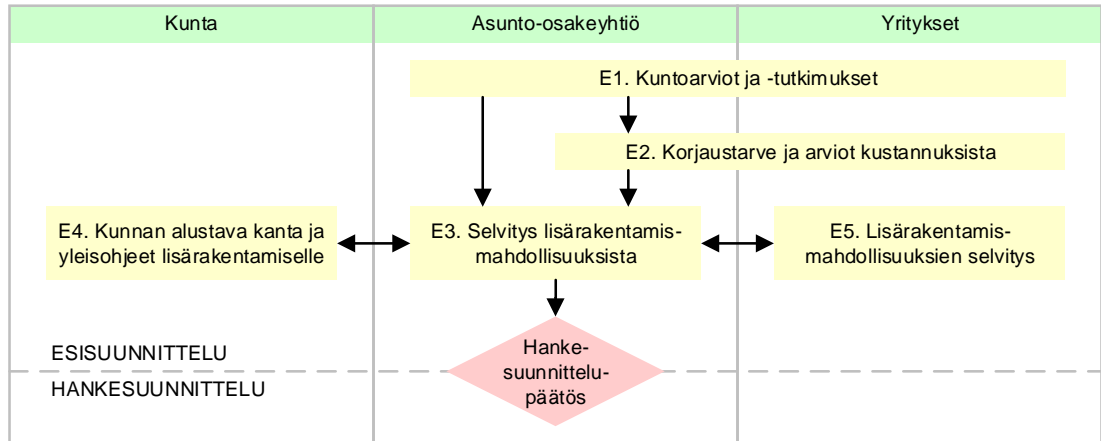 Kunta
Asunto-osakeyhtiö
Yritykset
E1. Kuntoarviot ja -tutkimukset
E2. Korjaustarve ja arviot kustannuksista
E4. Kunnan alustava kanta ja
yleisohjeet lisärakentamiselle
E3. Selvitys lisärakentamis-
mahdollisuuksista
E5. Lisärakentamis-
mahdollisuuksien selvitys
Hanke-
suunnittelu-
päätös
ESISUUNNITTELU
HANKESUUNNITTELU